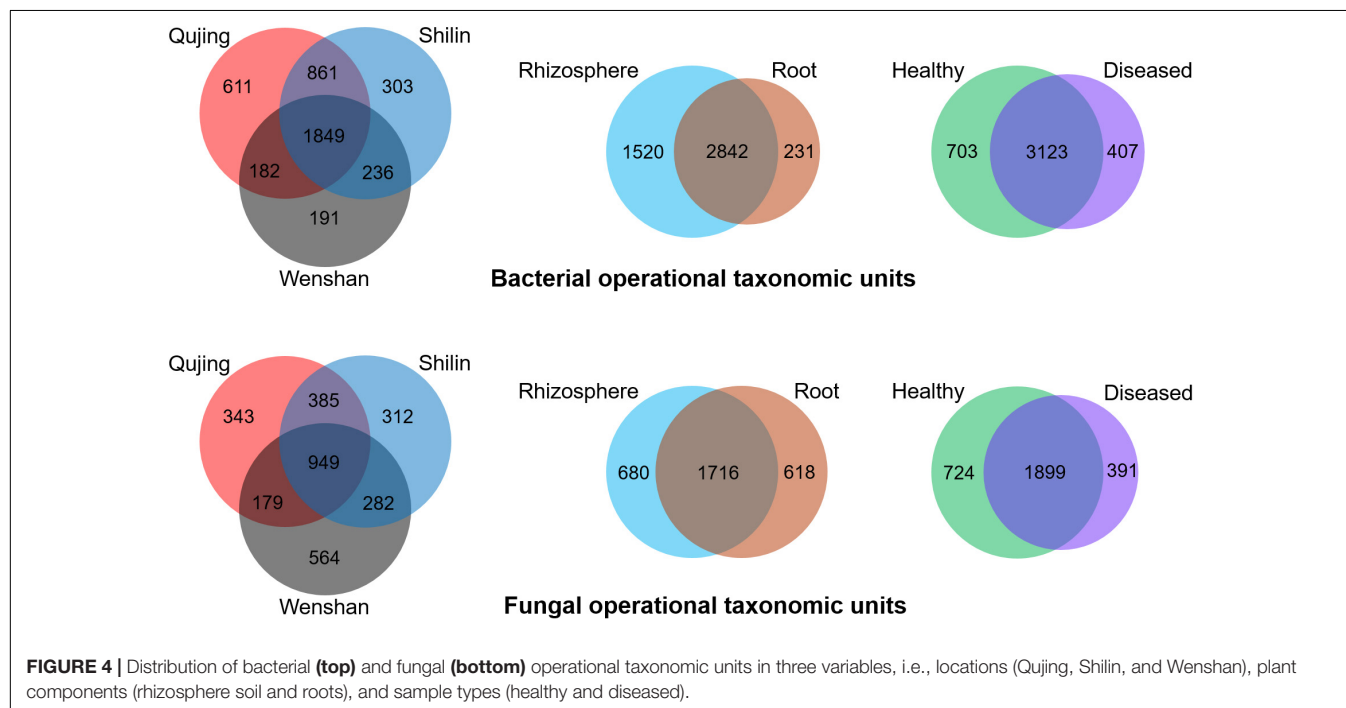 Qujing
Shilin
611
861
303
1849
182
236
191
Wenshan
Rhizosphere
Root
1520
2842
231
Healthy
Diseased
703
3123
407
Bacterial operational taxonomic units
Qujing
Shilin
343
385
312
949
179
282
564
Wenshan
Rhizosphere
Root
680
1716
618
Healthy
Diseased
724
1899
391
Fungal operational taxonomic units
FIGURE 4 | Distribution of bacterial (top) and fungal (bottom) operational taxonomic units in three variables, i.e., locations (Qujing, Shilin, and Wenshan), plant
components (rhizosphere soil and roots), and sample types (healthy and diseased).